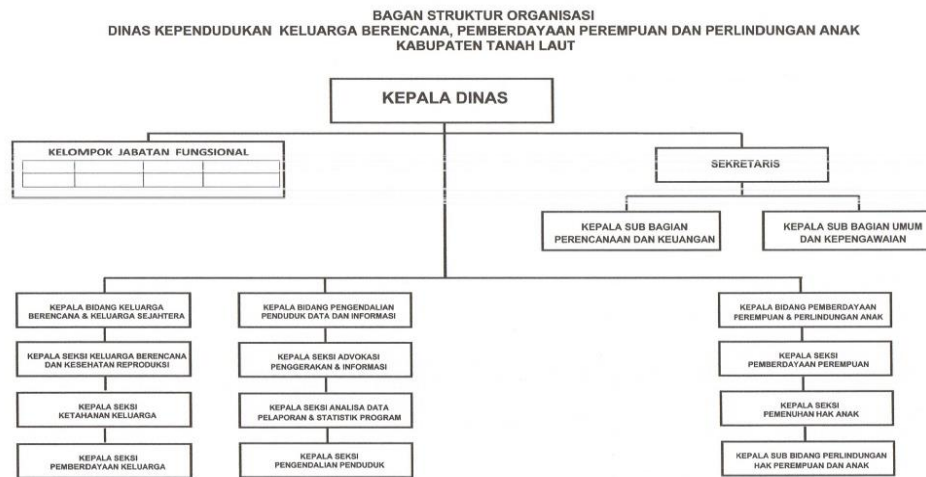 BAGAN STRUKTUR ORGANISASI
DINAS KEPENDUDUKAN KELUARGA BERENCANA, PEMBERDAYAAN PEREMPUAN DAN PERLINDUNGAN ANAK
KABUPATEN TANAH LAUT
KEPALA DINAS
KELOMPOK JABATAN FUNGSIONAL
SEKRETARIS
KEPALA SUB BAGIAN
PERENCANAAN DAN KEUANGAN
KEPALA SUB BAGIAN UMUM
DAN KEPENGAWAIAN
KEPALA BIDANG KELUARGA
BERENCANA & KELUARGA SEJAHTERA
KEPALA SEKSI KELUARGA BERENCANA
DAN KESEHATAN REPRODUKSI
KEPALA SEKSI
KETAHANAN KELUARGA
KEPALA SEKSI
PEMBERDAYAAN KELUARGA
KEPALA BIDANG PENGENDALIAN
PENDUDUK DATA DAN INFORMASI
KEPALA SEKSI ADVOKASI
PENGGERAKAN & INFORMASI
KEPALA SEKSI ANALISA DATA
PELAPORAN & STATISTIK PROGRAM
KEPALA SEKSI
PENGENDALIAN PENDUDUK
KEPALA BIDANG PEMBERDAYAAN
PEREMPUAN & PERLINDUNGAN ANAK
KEPALA SEKSI
PEMBERDAYAAN PEREMPUAN
KEPALA SEKSI
PEMENUHAN HAK ANAK
KEPALA SUB BIDANG PERLINDUNGAN
HAK PEREMPUAN DAN ANAK